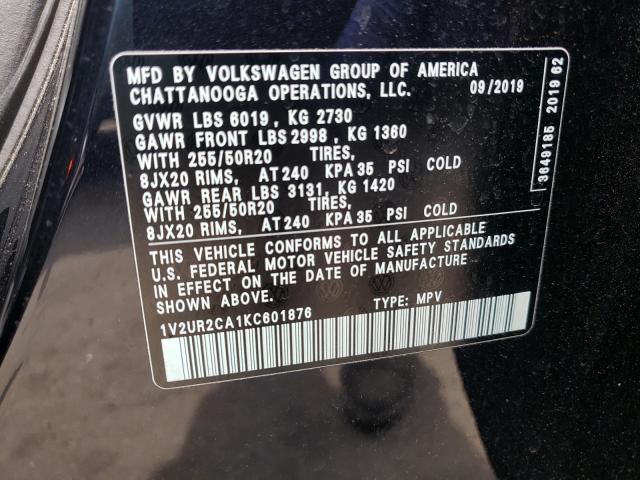 MFD BY VOLKSWAGEN GROUP OF AMERICA
CHATTANOOGA OPERATIONS, LLC. 09/2019
GVWR LBS 6019 , KG 2730
GAWR FRONT LBS 2998 , KG 1360
WITH 255/50R20 TIRES,
8JX20 RIMS, AT 240 KPA 35 PSI COLD
GAWR REAR LBS 3131, KG 1420
WITH 255/50R20 TIRES,
8JX20 RIMS, AT 240 KPA 35 PSI COLD
THIS VEHICLE CONFORMS TO ALL APPLICABLE
U.S. FEDERAL MOTOR VEHICLE SAFETY STANDARDS
IN EFFECT ON THE DATE OF MANUFACTURE
SHOWN ABOVE.
1V2UR2CA1KC601876 TYPE: MPV
3649185 2019 62